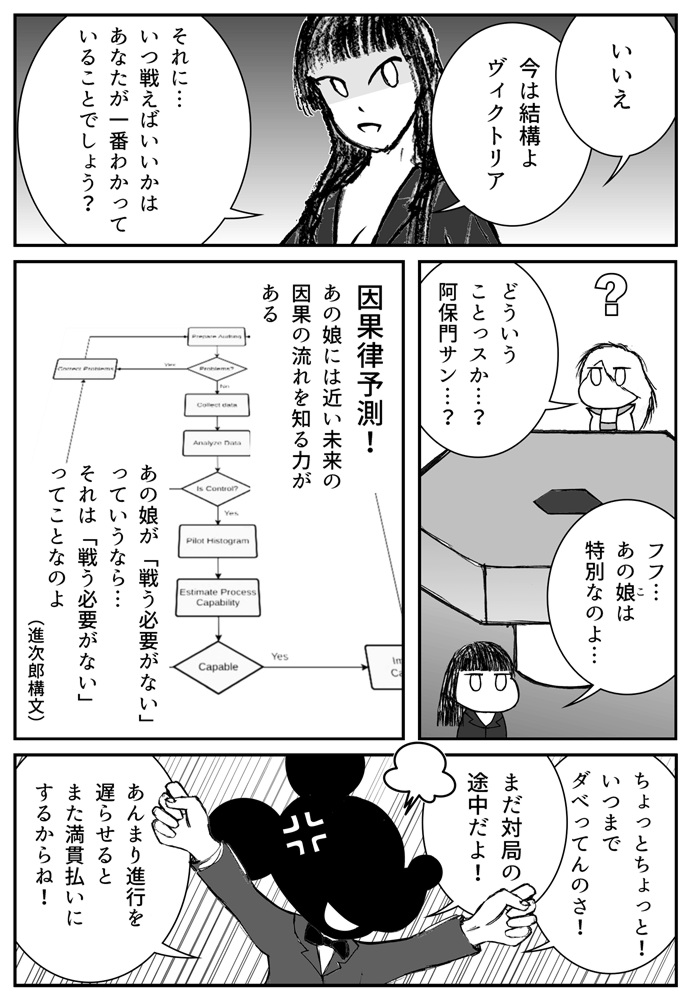 いいえ
今は結構よ
ヴィクトリア
それに…
いつ戦えばいいかは
あなたが一番わかって
いることでしょう？
？
どういう
ことっスか…？
阿保門サン…？
フフ…
あの娘は
こ
特別なのよ…
因果律予測！
あの娘には近い未来の
因果の流れを知る力が
ある
Prepare Auditing
Correct Problems
Yes
Problems?
No
Collect data
Analyze Data
Is Control?
Yes
Pilot Histogram
Estimate Process
Capability
Capable
Yes
Im
Ca
あの娘が「戦う必要がない」
っていうなら…
それは「戦う必要がない」
ってことなのよ
（進次郎構文）
ちょっとちょっと！
いつまで
ダベってんのさ！
まだ対局の
途中だよ！
あんまり進行を
遅らせると
また満貫払いに
するからね！